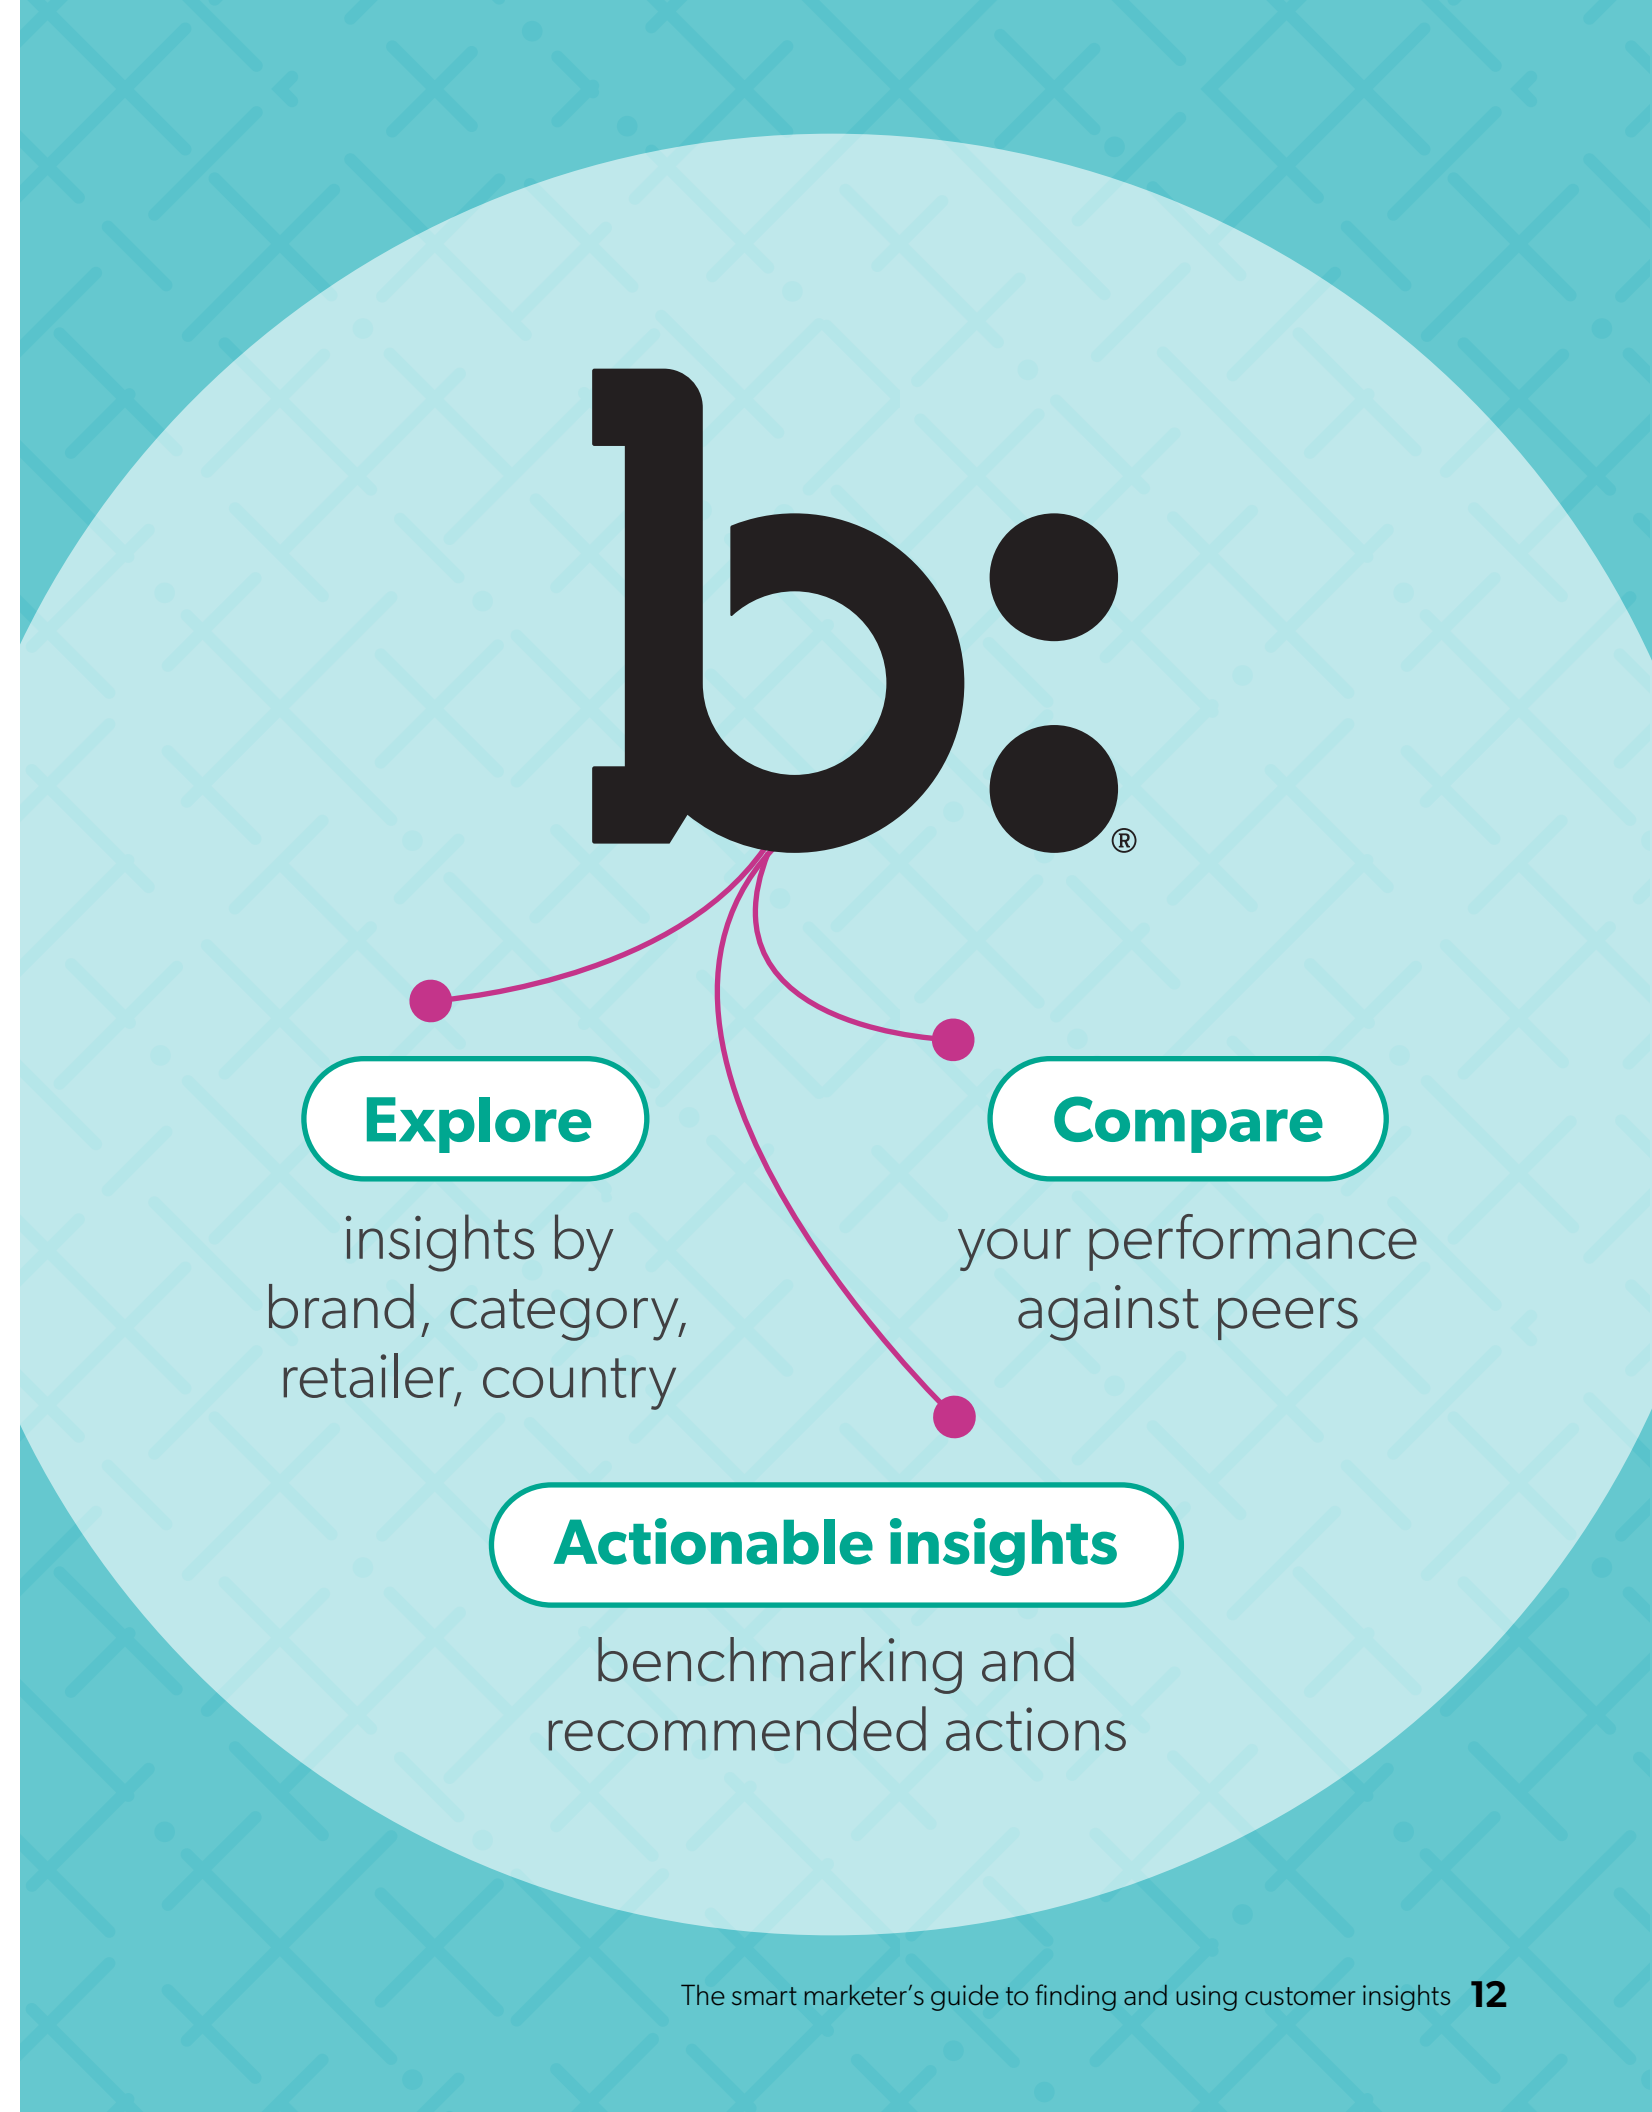 b:®
Explore
insights by
brand, category,
retailer, country
Compare
your performance
against peers
Actionable insights
benchmarking and
recommended actions
The smart marketer’s guide to finding and using customer insights 12